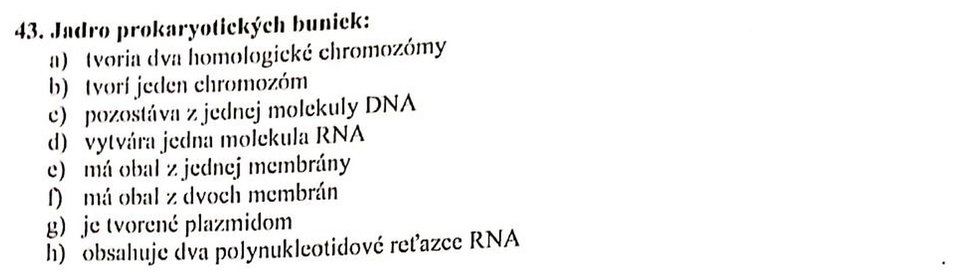 43. Jadro prokaryotických buniek:
a) tvoria dva homologické chromozómy
b) tvorí jeden chromozóm
c) pozostáva z jednej molekuly DNA
d) vytvára jedna molekula RNA
e) má obal z jednej membrány
f) má obal z dvoch membrán
g) je tvorené plazmidom
h) obsahuje dva polynukleotidové reťazce RNA